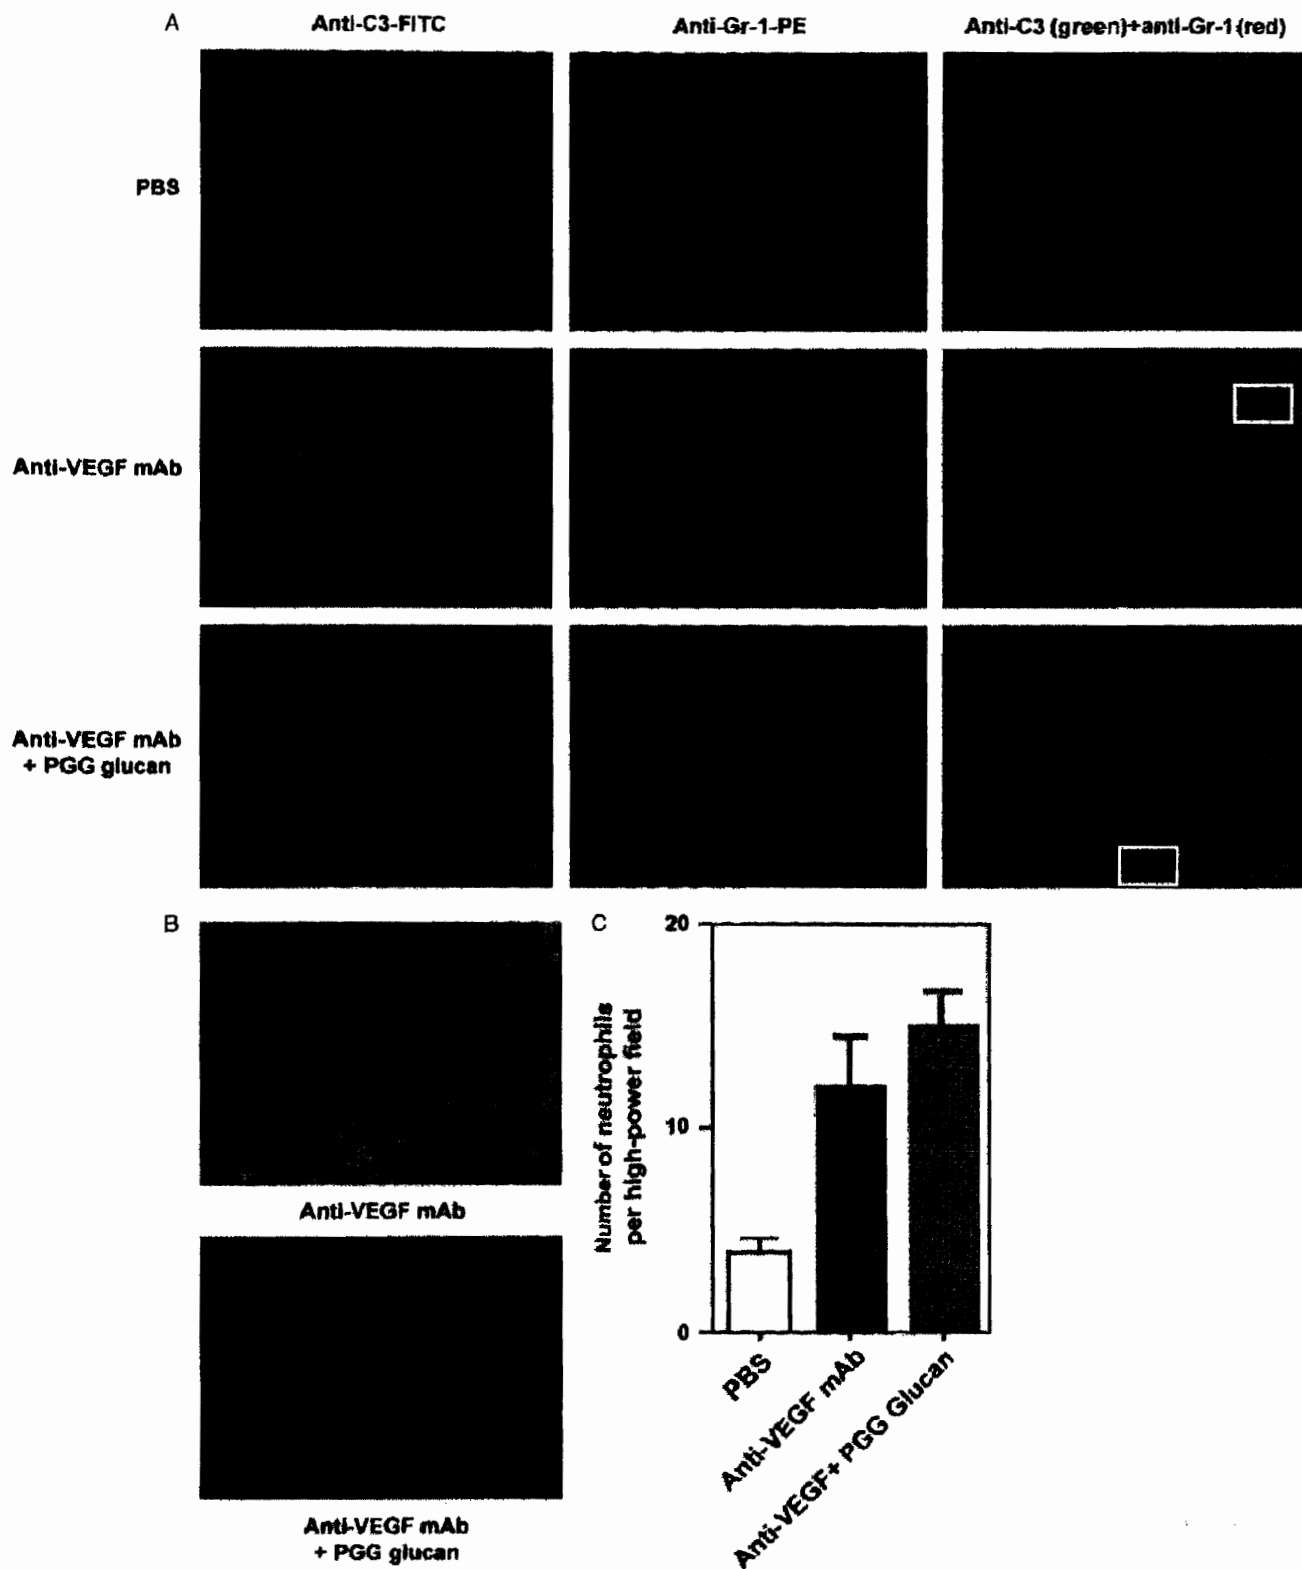 A
Anti-C3-FITC
Anti-Gr-1-PE
Anti-C3 (green)+anti-Gr-1(red)
PBS
Anti-VEGF mAb
Anti-VEGF mAb
+ PGG glucan
B
Anti-VEGF mAb
Anti-VEGF mAb
+ PGG glucan
C
Number of neutrophils
per high-power field
20
10
0
PBS
Anti-VEGF mAb
Anti-VEGF+ PGG Glucan